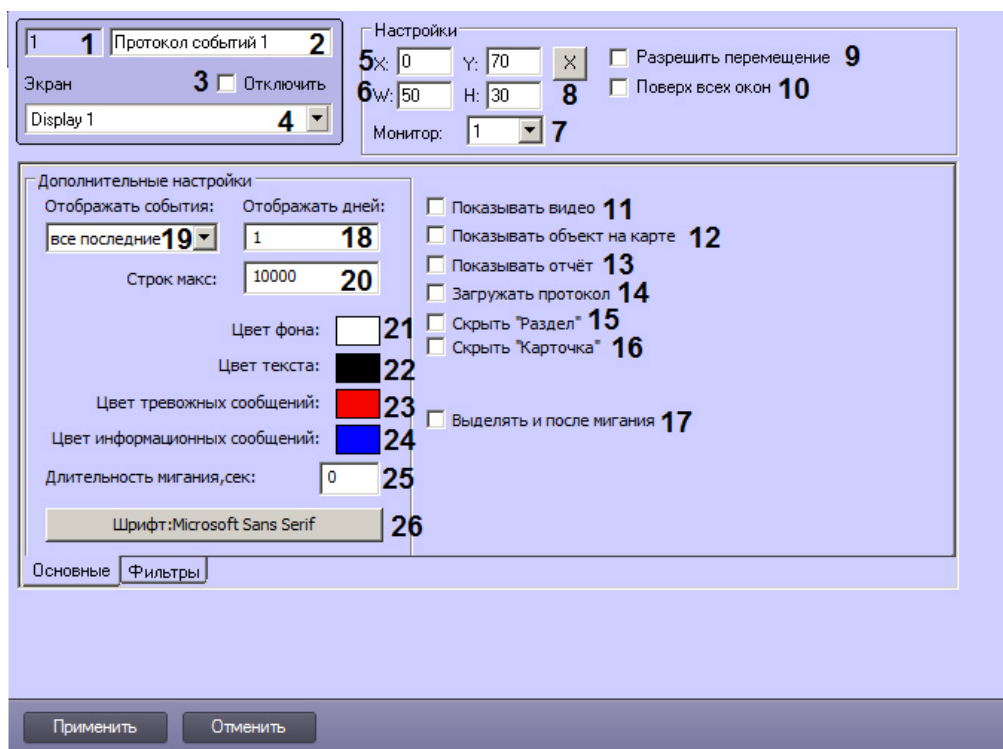 1 1 Протокол событий 1 2
Экран 3 Отключить
Display 1 4
Настройки
5 X: 0 Y: 70 X Разрешить перемещение 9
6 W: 50 H: 30 8 Поверх всех окон 10
Монитор: 1 7
Дополнительные настройки
Отображать события: Отображать дней:
все последние 19 1 18
Строк макс: 10000 20
Цвет фона: 21
Цвет текста: 22
Цвет тревожных сообщений: 23
Цвет информационных сообщений: 24
Длительность мигания,сек: 0 25
Шрифт:Microsoft Sans Serif 26
Показывать видео 11
Показывать объект на карте 12
Показывать отчёт 13
Загружать протокол 14
Скрыть "Раздел" 15
Скрыть "Карточка" 16
Выделять и после мигания 17
Основные Фильтры
Применить Отменить